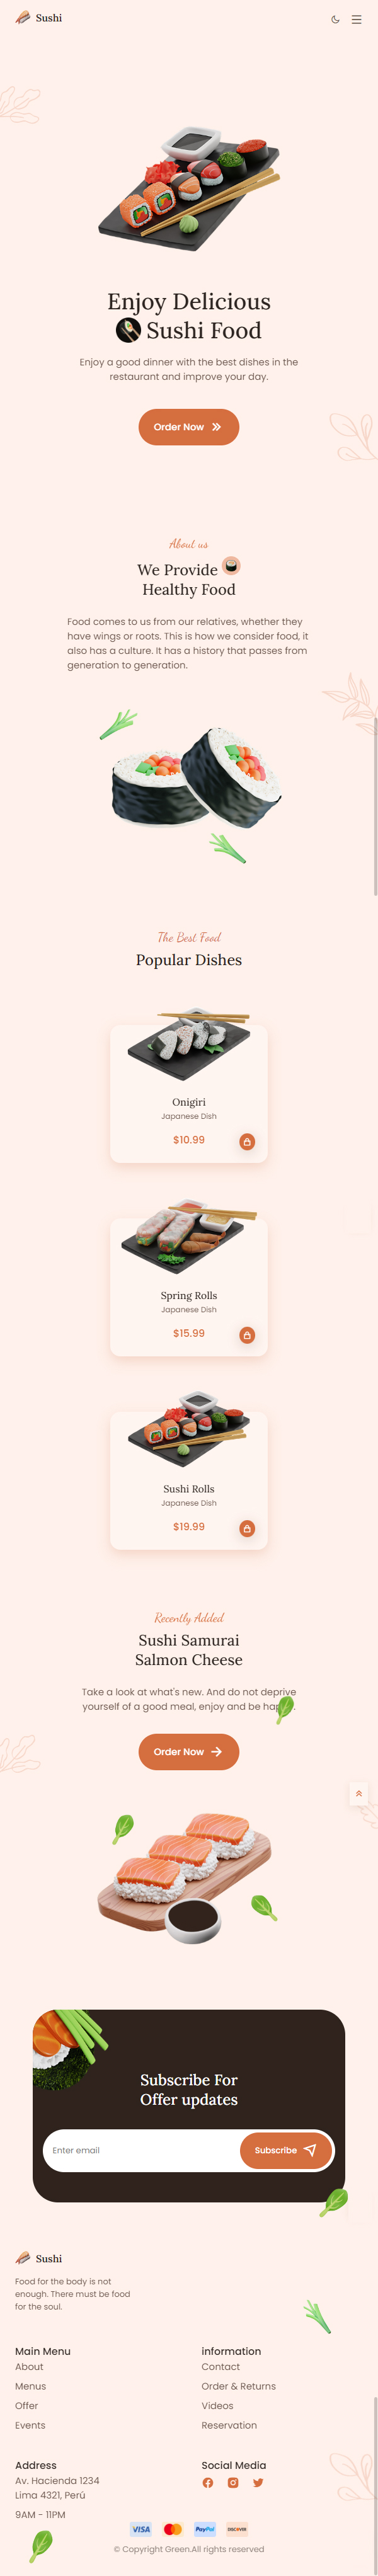 Sushi
Enjoy Delicious
Sushi Food
Enjoy a good dinner with the best dishes in the
restaurant and improve your day.
Order Now
About us
We Provide
Healthy Food
Food comes to us from our relatives, whether they
have wings or roots. This is how we consider food, it
also has a culture. It has a history that passes from
generation to generation.
The Best Food
Popular Dishes
Onigiri
Japanese Dish
$10.99
Spring Rolls
Japanese Dish
$15.99
Sushi Rolls
Japanese Dish
$19.99
Recently Added
Sushi Samurai
Salmon Cheese
Take a look at what's new. And do not deprive
yourself of a good meal, enjoy and be
Order Now
Subscribe For
Offer updates
Enter email
Subscribe
Sushi
Food for the body is not
enough. There must be food
for the soul.
Main Menu
About
Menus
Offer
Events
information
Contact
Order & Returns
Videos
Reservation
Address
Av. Hacienda 1234
Lima 4321, Perú
9AM - 11PM
Social Media
VISA
PayPal
DISCOVER
© Copyright Green.All rights reserved